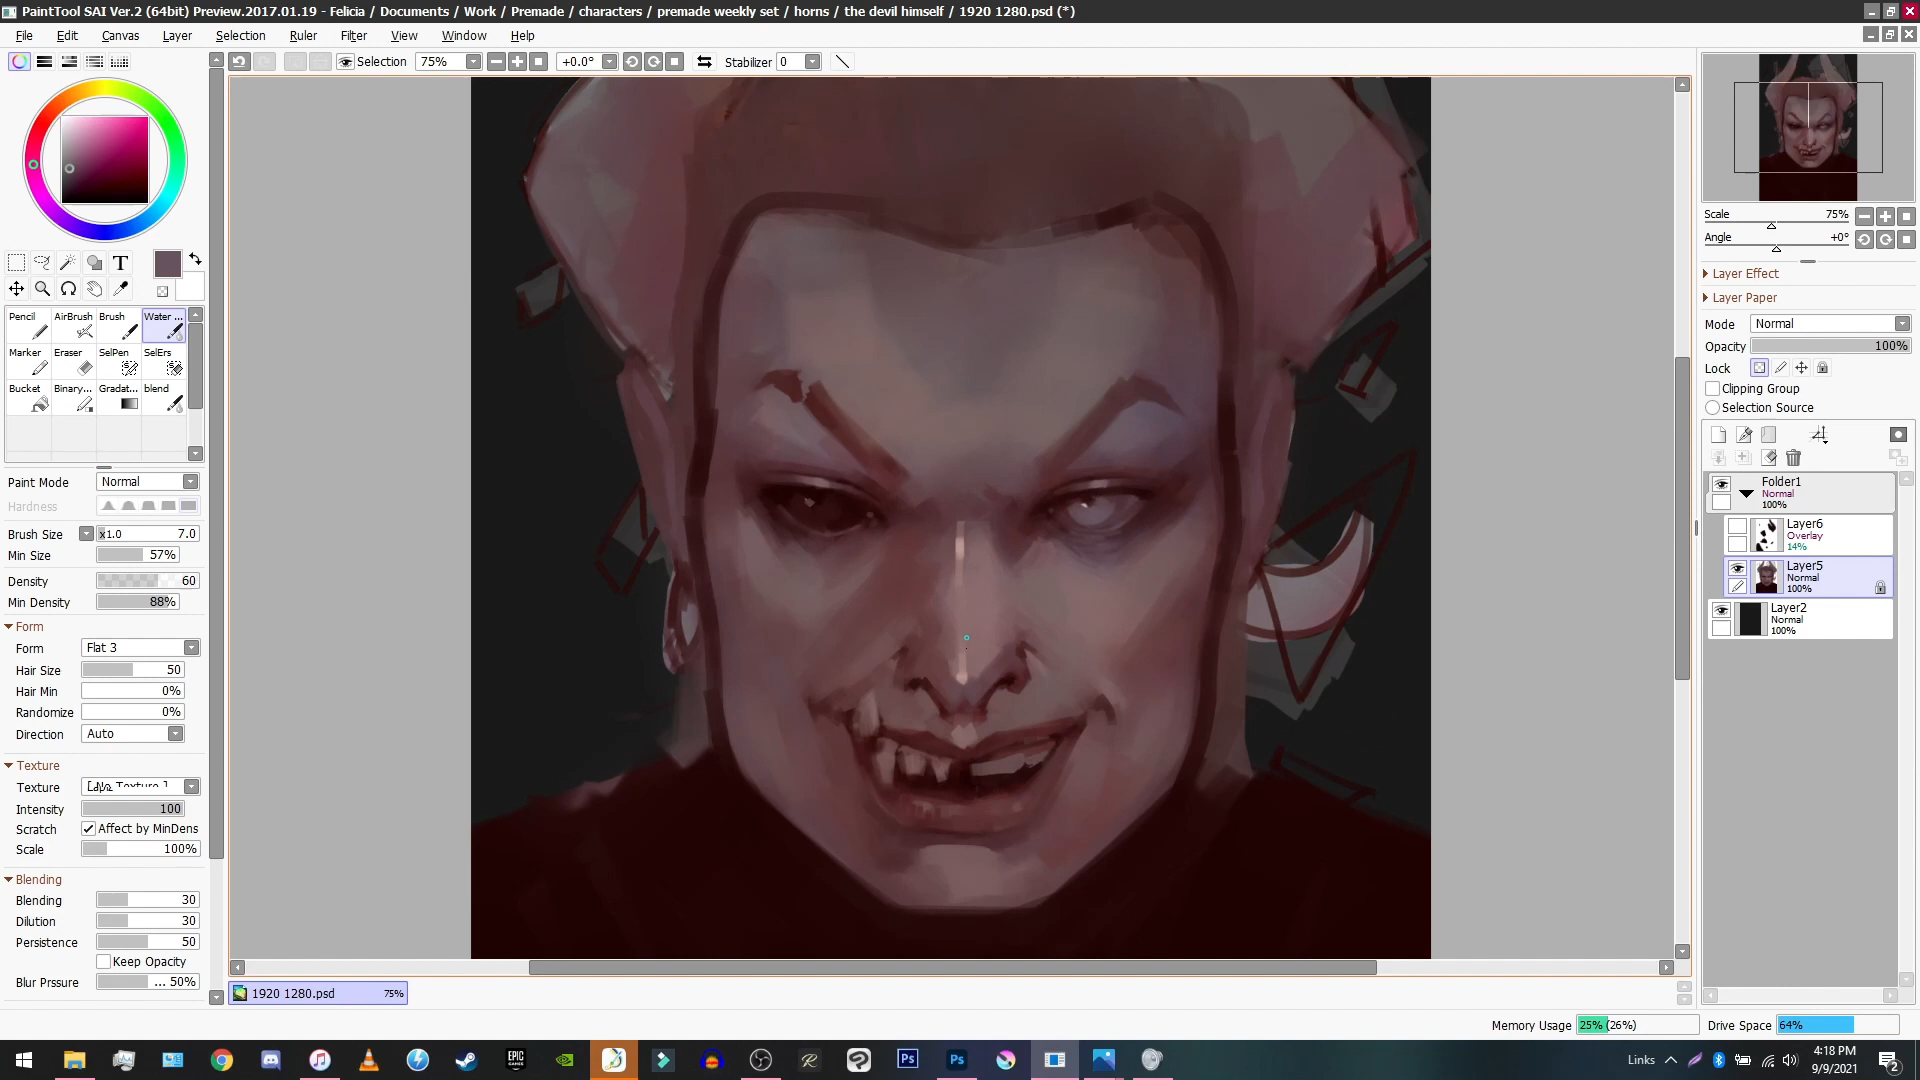 PaintTool SAI Ver.2 (64bit) Preview.2017.01.19 - Felicia / Documents / Work / Premade / characters / premade weekly set / horns / the devil himself / 1920 1280.psd (*)
File Edit Canvas Layer Selection Ruler Filter View Window Help
Selection 75% +0.0° Stabilizer 0
Scale 75%
Angle +0°
T
Layer Effect
Layer Paper
Pencil AirBrush Brush Water ...
Marker Eraser SelPen SelErs
Bucket Binary... Gradat... blend
Mode Normal
Opacity 100%
Lock
Clipping Group
Selection Source
Paint Mode Normal
Hardness
Brush Size x1.0 7.0
Min Size 57%
Density 60
Min Density 88%
Form
Form Flat 3
Hair Size 50
Hair Min 0%
Randomize 0%
Direction Auto
Texture
Texture
Intensity 100
Scratch Affect by MinDens
Scale 100%
Blending
Blending 30
Dilution 30
Persistence 50
Keep Opacity
Blur Prssure ... 50%
Folder1
Normal
100%
Layer6
Overlay
14%
Layer5
Normal
100%
Layer2
Normal
100%
1920 1280.psd 75%
Memory Usage 25% (26%) Drive Space 64%
EPIC
GAMES
Ps
Ps
Links
4:18 PM
9/9/2021
2